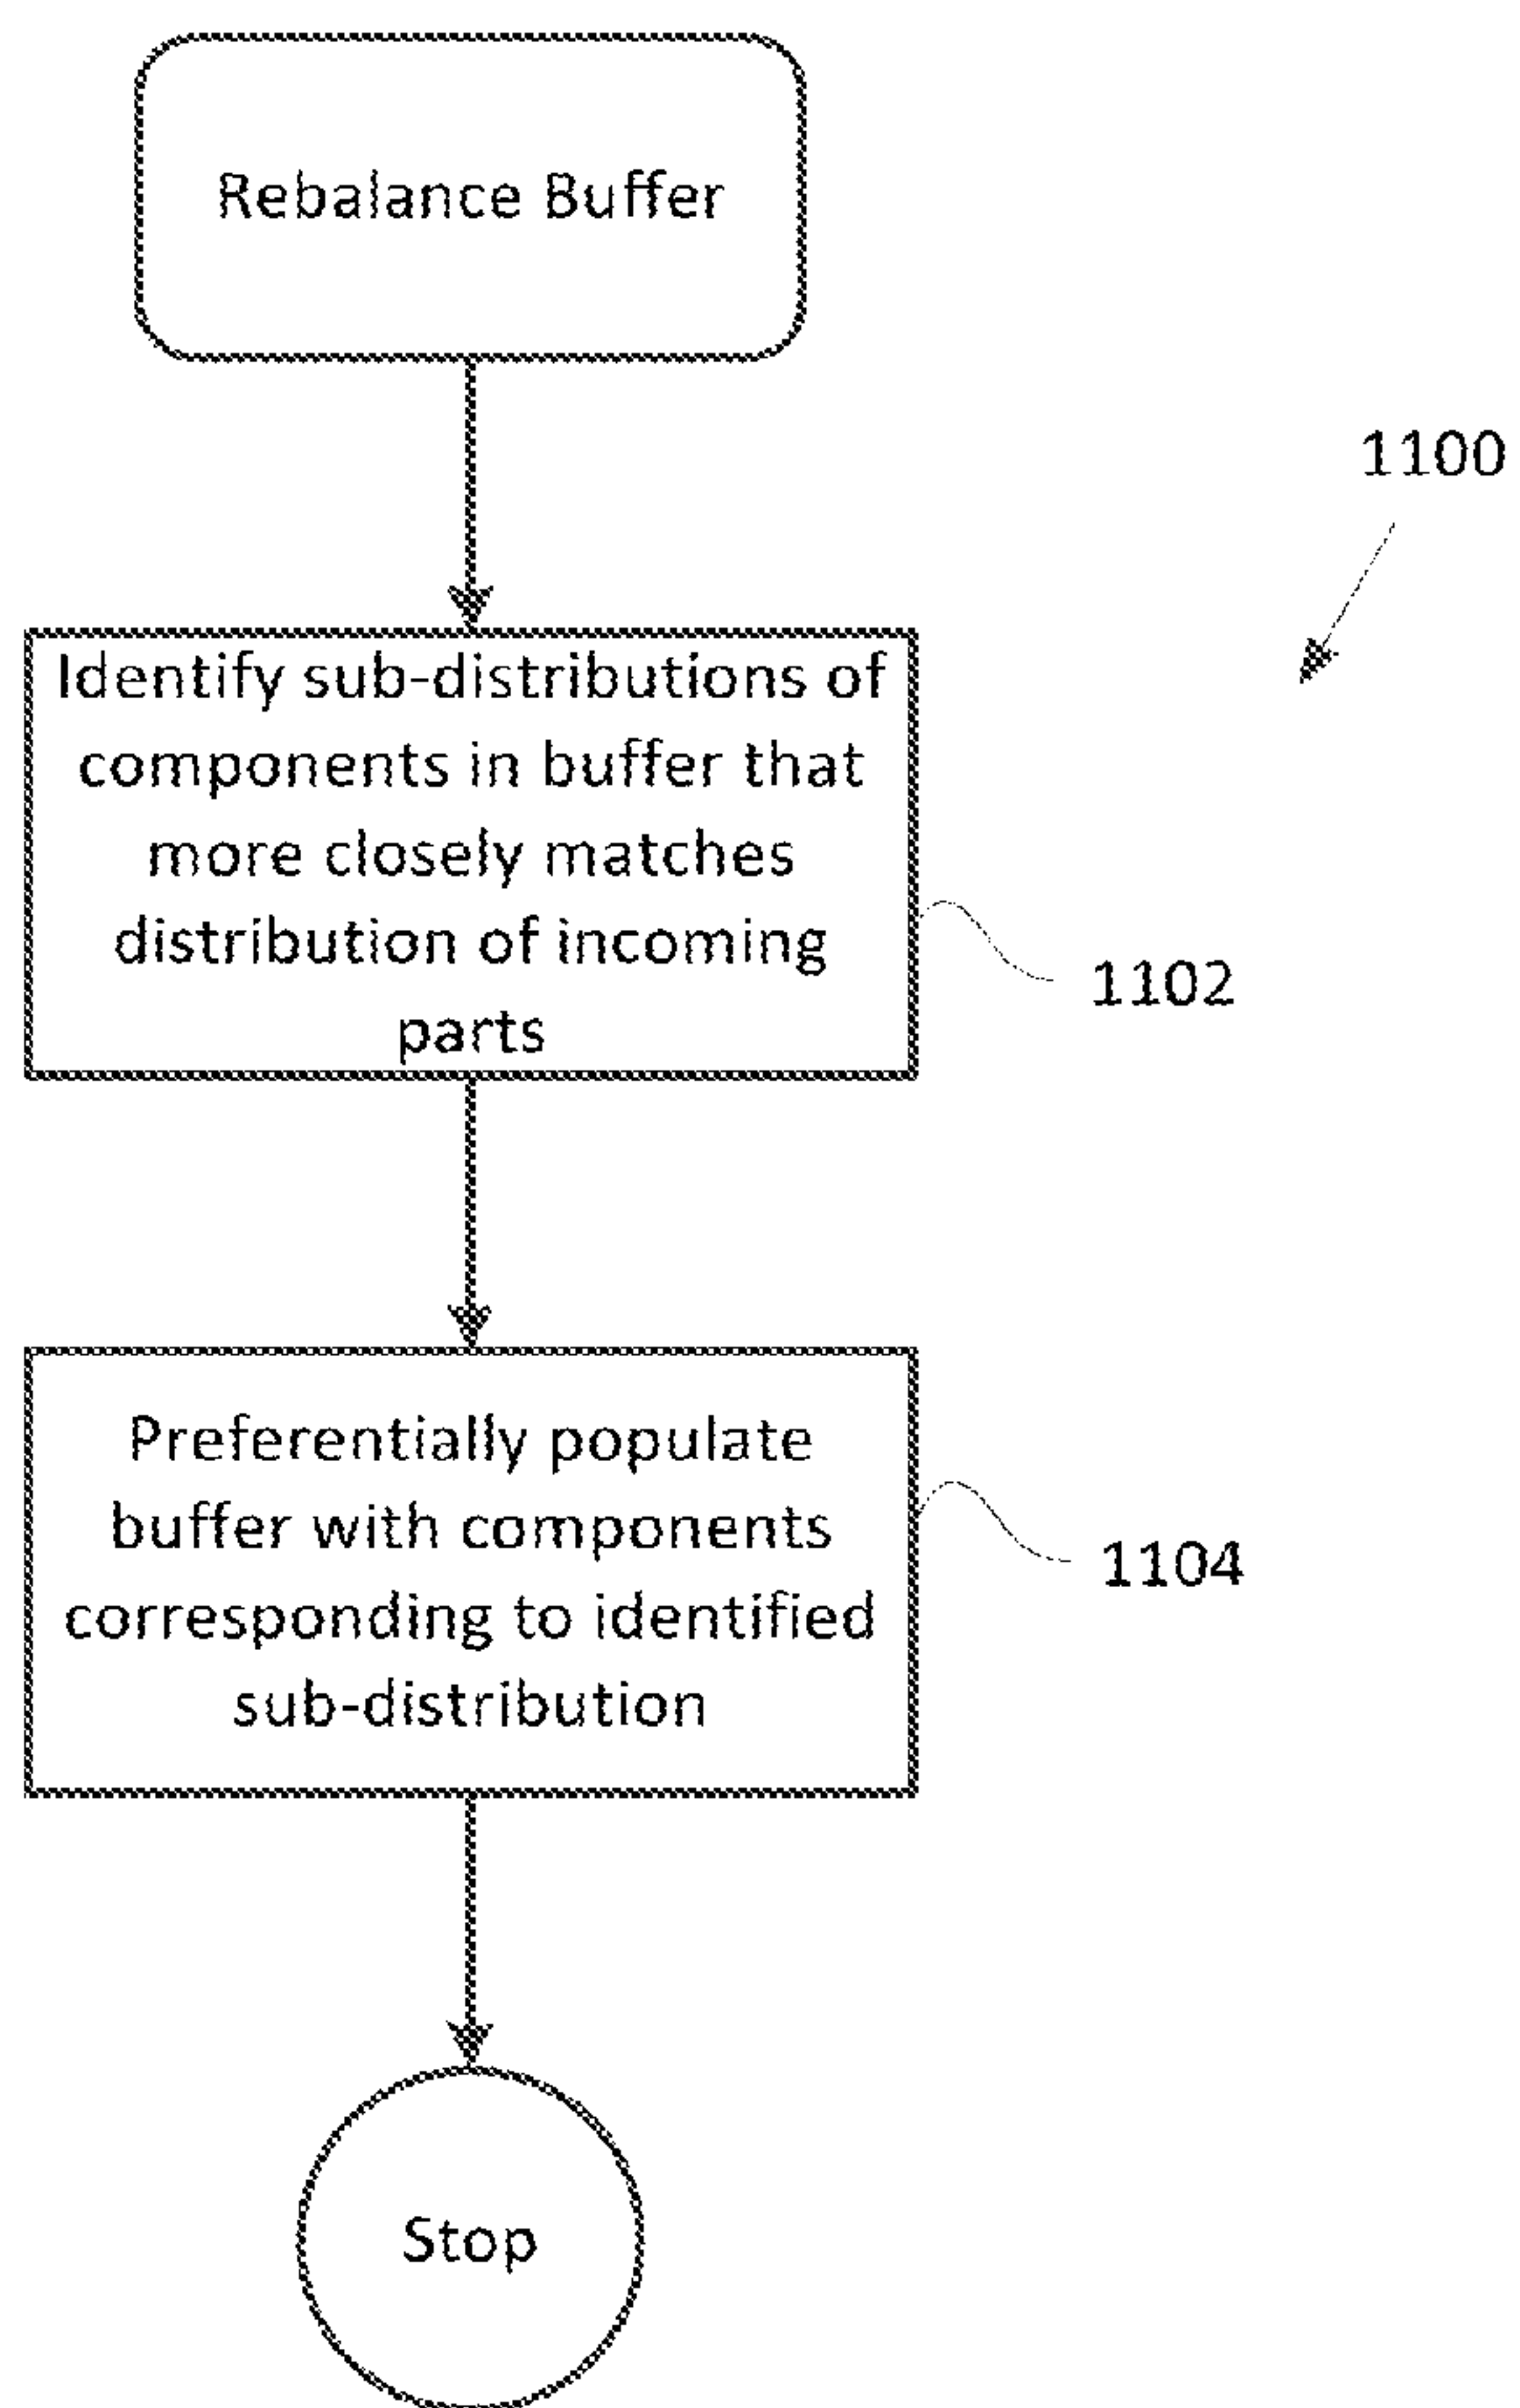 Rebalance Buffer
1100
Identify sub-distributions of
components in buffer that
more closely matches
distribution of incoming
parts
1102
Preferentially populate
buffer with components
corresponding to identified
sub-distribution
1104
Stop